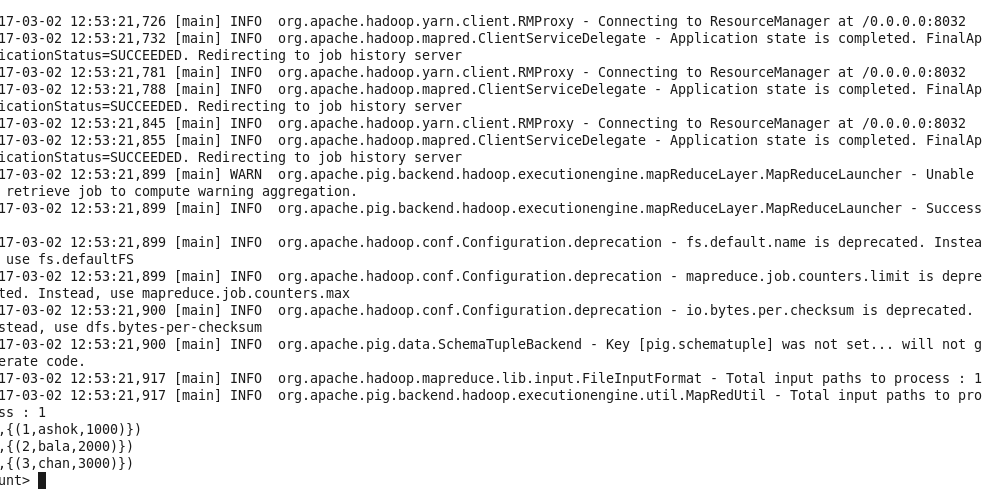 17-03-02 12:53:21,726 [main] INFO  org.apache.hadoop.yarn.client.RMProxy - Connecting to ResourceManager at /0.0.0.0:8032
17-03-02 12:53:21,732 [main] INFO  org.apache.hadoop.mapred.ClientServiceDelegate - Application state is completed. FinalAp
icationStatus=SUCCEEDED. Redirecting to job history server
17-03-02 12:53:21,781 [main] INFO  org.apache.hadoop.yarn.client.RMProxy - Connecting to ResourceManager at /0.0.0.0:8032
17-03-02 12:53:21,788 [main] INFO  org.apache.hadoop.mapred.ClientServiceDelegate - Application state is completed. FinalAp
icationStatus=SUCCEEDED. Redirecting to job history server
17-03-02 12:53:21,845 [main] INFO  org.apache.hadoop.yarn.client.RMProxy - Connecting to ResourceManager at /0.0.0.0:8032
17-03-02 12:53:21,855 [main] INFO  org.apache.hadoop.mapred.ClientServiceDelegate - Application state is completed. FinalAp
icationStatus=SUCCEEDED. Redirecting to job history server
17-03-02 12:53:21,899 [main] WARN  org.apache.pig.backend.hadoop.executionengine.mapReduceLayer.MapReduceLauncher - Unable
retrieve job to compute warning aggregation.
17-03-02 12:53:21,899 [main] INFO  org.apache.pig.backend.hadoop.executionengine.mapReduceLayer.MapReduceLauncher - Success
17-03-02 12:53:21,899 [main] INFO  org.apache.hadoop.conf.Configuration.deprecation - fs.default.name is deprecated. Instea
use fs.defaultFS
17-03-02 12:53:21,899 [main] INFO  org.apache.hadoop.conf.Configuration.deprecation - mapreduce.job.counters.limit is depre
ted. Instead, use mapreduce.job.counters.max
17-03-02 12:53:21,900 [main] INFO  org.apache.hadoop.conf.Configuration.deprecation - io.bytes.per.checksum is deprecated.
stead, use dfs.bytes-per-checksum
17-03-02 12:53:21,900 [main] INFO  org.apache.pig.data.SchemaTupleBackend - Key [pig.schematuple] was not set... will not g
erate code.
17-03-02 12:53:21,917 [main] INFO  org.apache.hadoop.mapreduce.lib.input.FileInputFormat - Total input paths to process : 1
17-03-02 12:53:21,917 [main] INFO  org.apache.pig.backend.hadoop.executionengine.util.MapRedUtil - Total input paths to pro
ss : 1
,{(1,ashok,1000)})
,{(2,bala,2000)})
,{(3,chan,3000)})
unt>